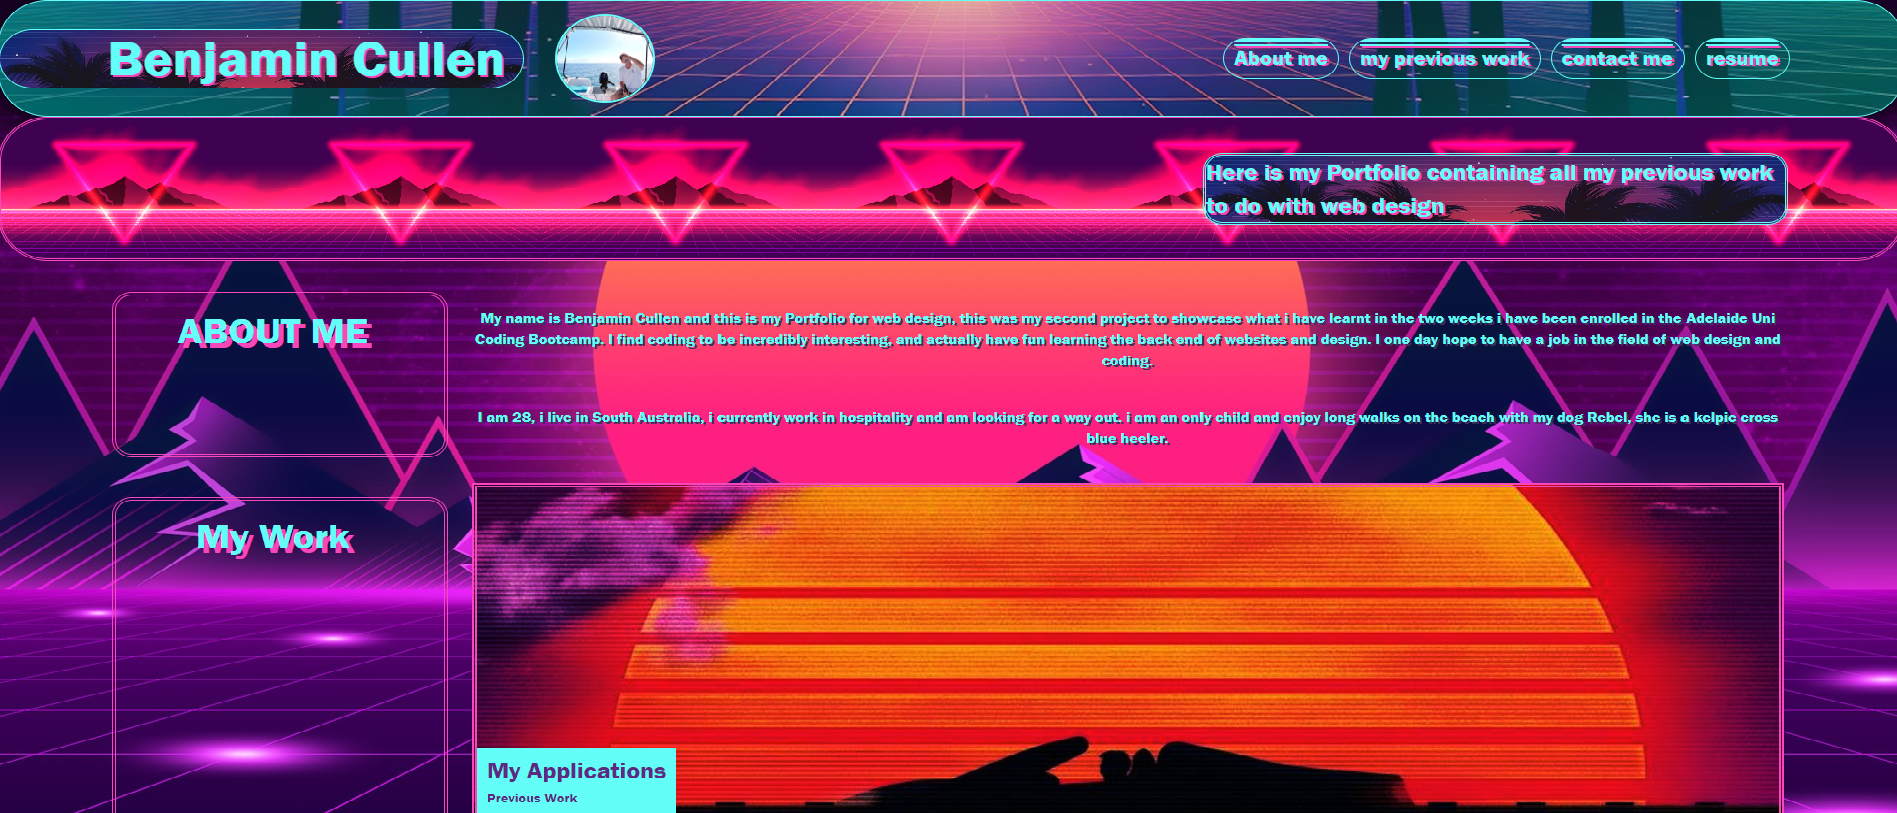 Benjamin Cullen
About me
my previous work
contact me
resume
Here is my Portfolio containing all my previous work
to do with web design
ABOUT ME
My name is Benjamin Cullen and this is my Portfolio for web design, this was my second project to showcase what i have learnt in the two weeks i have been enrolled in the Adelaide Uni
Coding Bootcamp. I find coding to be incredibly interesting, and actually have fun learning the back end of websites and design. I one day hope to have a job in the field of web design and
coding.
I am 28, i live in South Australia, i currently work in hospitality and am looking for a way out. i am an only child and enjoy long walks on the beach with my dog Rebel, she is a kelpie cross
blue heeler.
My Work
My Applications
Previous Work